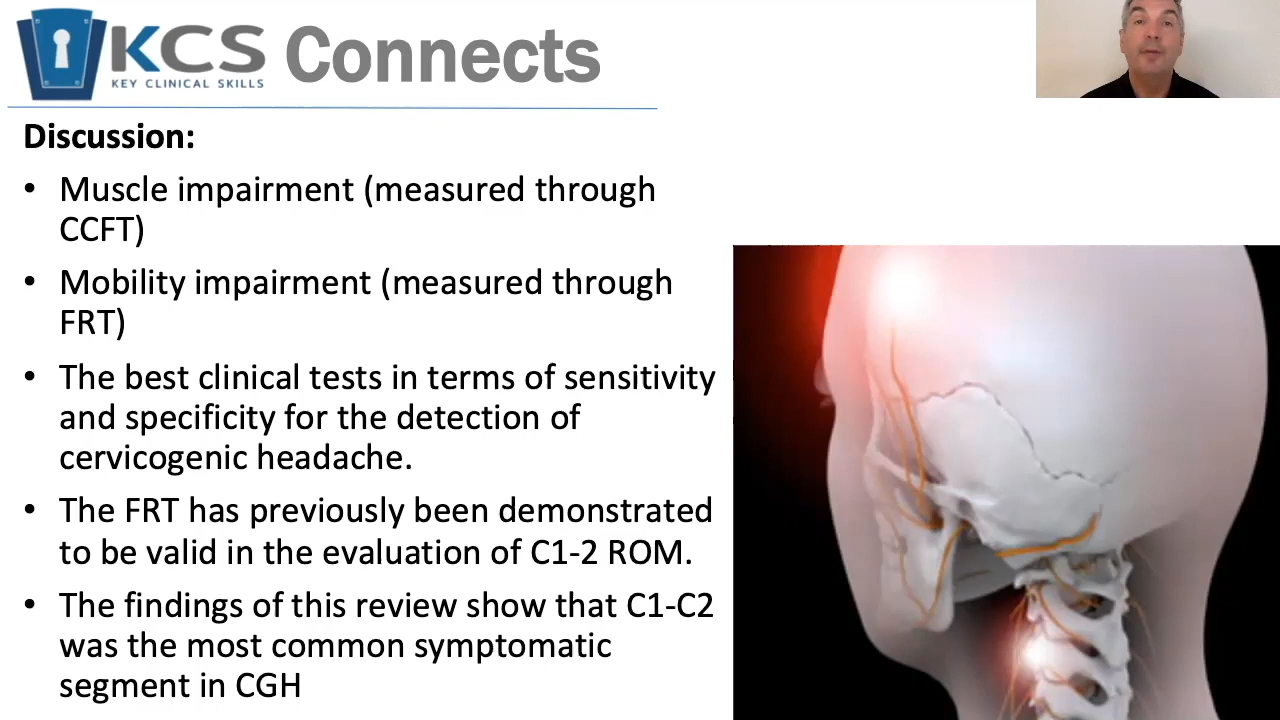 KCS Connects
KEY CLINICAL SKILLS
Discussion:
• Muscle impairment (measured through
CCFT)
• Mobility impairment (measured through
FRT)
• The best clinical tests in terms of sensitivity
and specificity for the detection of
cervicogenic headache.
• The FRT has previously been demonstrated
to be valid in the evaluation of C1-2 ROM.
• The findings of this review show that C1-C2
was the most common symptomatic
segment in CGH